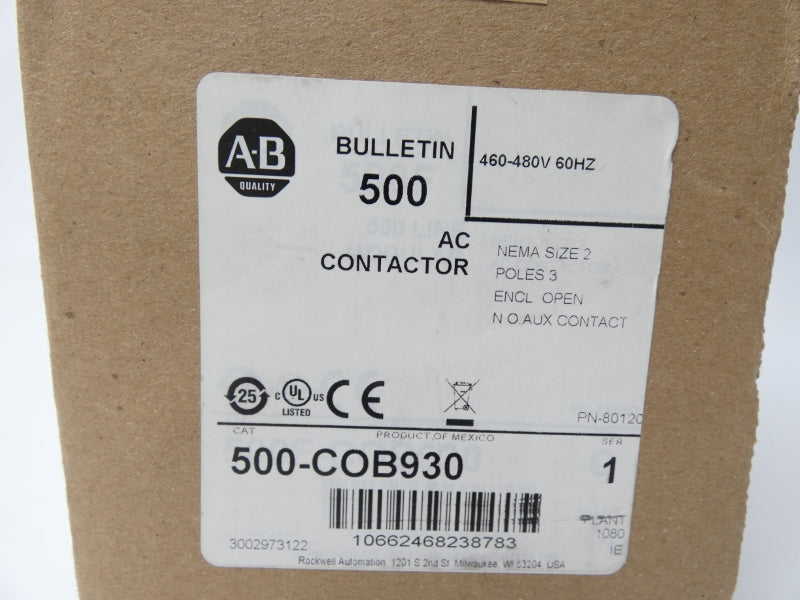 A-B
QUALITY
BULLETIN
500
460-480V 60HZ
AC
CONTACTOR
NEMA SIZE 2
POLES 3
ENCL OPEN
N.O.AUX CONTACT
25
C UL US
LISTED
CE
PN-80120
CAT
PRODUCT OF MEXICO
SER
500-COB930
1
PLANT
1080
IE
10662468238783
3002973122
Rockwell Automation, 1201 S 2nd St. Milwaukee, WI 53204 USA